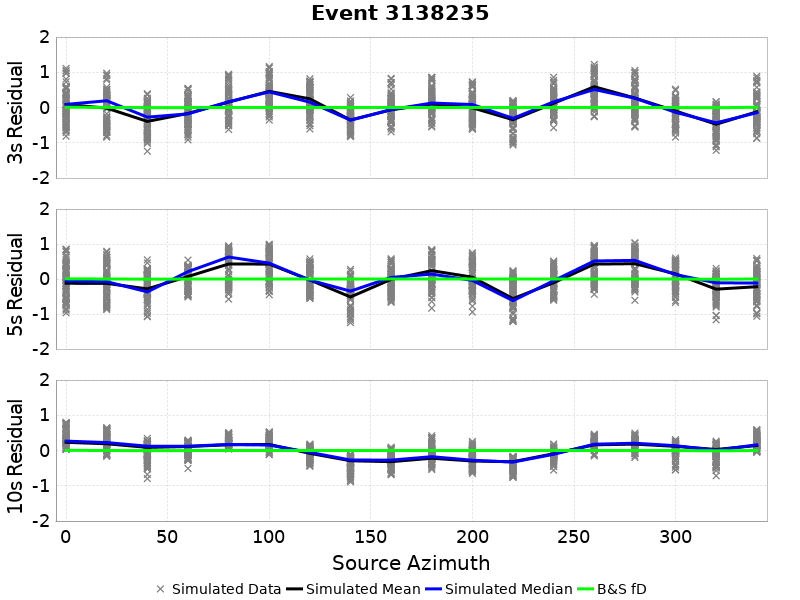 Event 3138235
3s Residual
2
1
0
-1
-2
5s Residual
2
1
0
-1
-2
10s Residual
2
1
0
-1
-2
0 50 100 150 200 250 300
Source Azimuth
Simulated Data Simulated Mean Simulated Median B&S fD